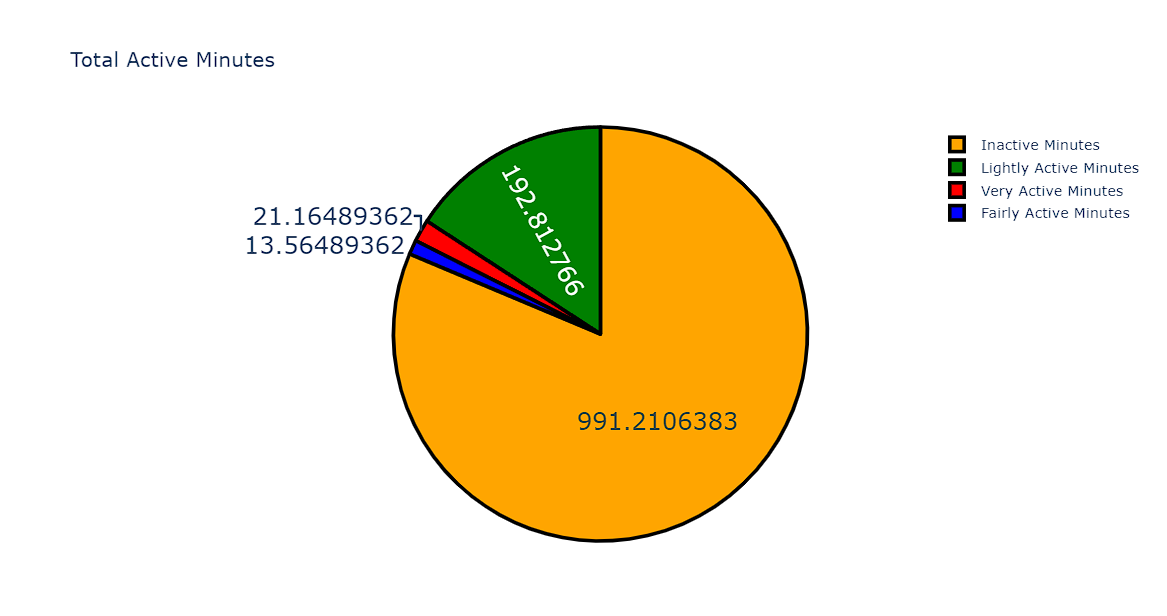 Total Active Minutes
Inactive Minutes
Lightly Active Minutes
Very Active Minutes
Fairly Active Minutes
192.812766
21.16489362
13.56489362
991.2106383